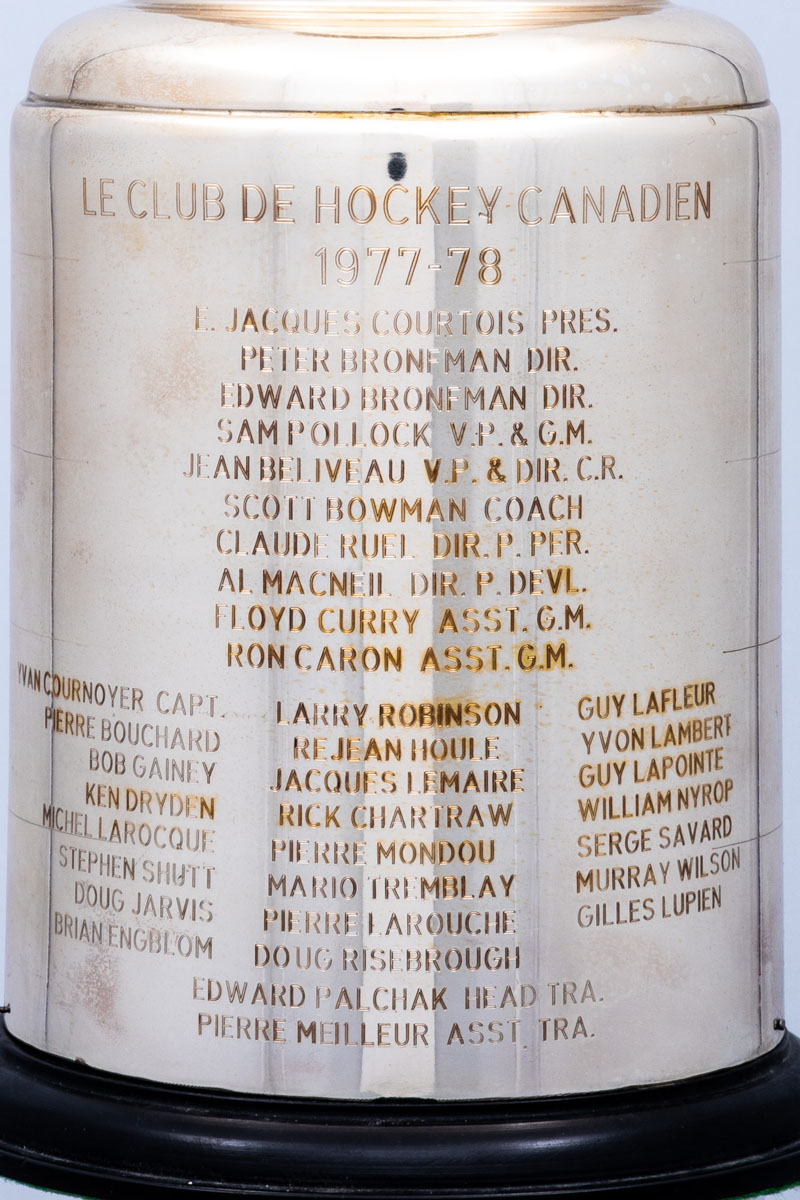 LE CLUB DE HOCKEY CANADIEN
1977-78
E. JACQUES COURTOIS PRES.
PETER BRONFMAN DIR.
EDWARD BRONFMAN DIR.
SAM POLLOCK V.P. & G.M.
JEAN BELIVEAU V.P. & DIR. C.R.
SCOTT BOWMAN COACH
CLAUDE RUEL DIR. P. PER.
AL MACNEIL DIR. P. DEVL.
FLOYD CURRY ASST. G.M.
RON CARON ASST. G.M.
YVAN COURNOYER CAPT.
PIERRE BOUCHARD
BOB GAINEY
KEN DRYDEN
MICHEL LAROCQUE
STEPHEN SHUTT
DOUG JARVIS
BRIAN ENGBLOM
LARRY ROBINSON
REJEAN HOULE
JACQUES LEMAIRE
RICK CHARTRAW
PIERRE MONDOU
MARIO TREMBLAY
PIERRE LAROUCHE
DOUG RISEBROUGH
GUY LAFLEUR
YVON LAMBERT
GUY LAPOINTE
WILLIAM NYROP
SERGE SAVARD
MURRAY WILSON
GILLES LUPIEN
EDWARD PALCHAK HEAD TRA.
PIERRE MEILLEUR ASST. TRA.